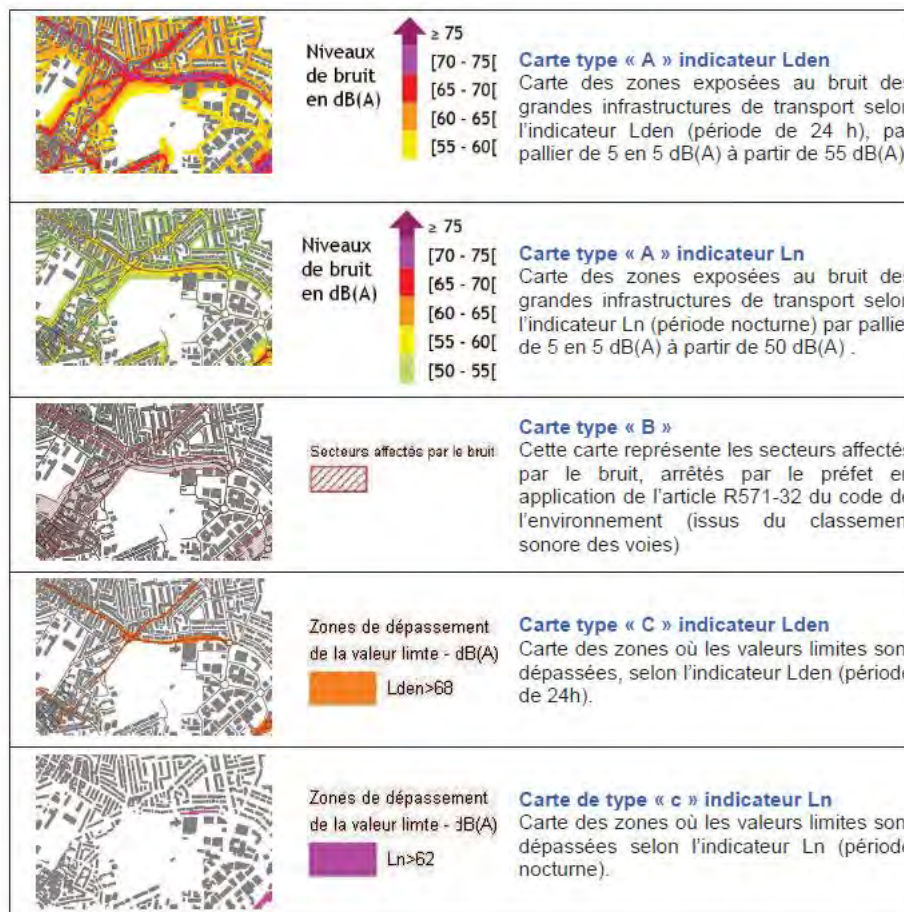 Niveaux
de bruit
en dB(A)
≥ 75
[70 - 75[
[65 - 70[
[60 - 65[
[55 - 60[
Carte type « A » indicateur Lden
Carte des zones exposées au bruit des
grandes infrastructures de transport selon
l'indicateur Lden (période de 24 h), par
pallier de 5 en 5 dB(A) à partir de 55 dB(A)
Niveaux
de bruit
en dB(A)
≥ 75
[70 - 75[
[65 - 70[
[60 - 65[
[55 - 60[
[50 - 55[
Carte type « A » indicateur Ln
Carte des zones exposées au bruit des
grandes infrastructures de transport selon
l'indicateur Ln (période nocturne) par pallier
de 5 en 5 dB(A) à partir de 50 dB(A) .
Secteurs affectés par le bruit
Carte type « B »
Cette carte représente les secteurs affectés
par le bruit, arrêtés par le préfet en
application de l'article R571-32 du code de
l'environnement (issus du classement
sonore des voies)
Zones de dépassement
de la valeur limte - dB(A)
Lden>68
Carte type « C » indicateur Lden
Carte des zones où les valeurs limites sont
dépassées, selon l'indicateur Lden (période
de 24h).
Zones de dépassement
de la valeur limte - dB(A)
Ln>62
Carte de type « c » indicateur Ln
Carte des zones où les valeurs limites sont
dépassées selon l'indicateur Ln (période
nocturne).